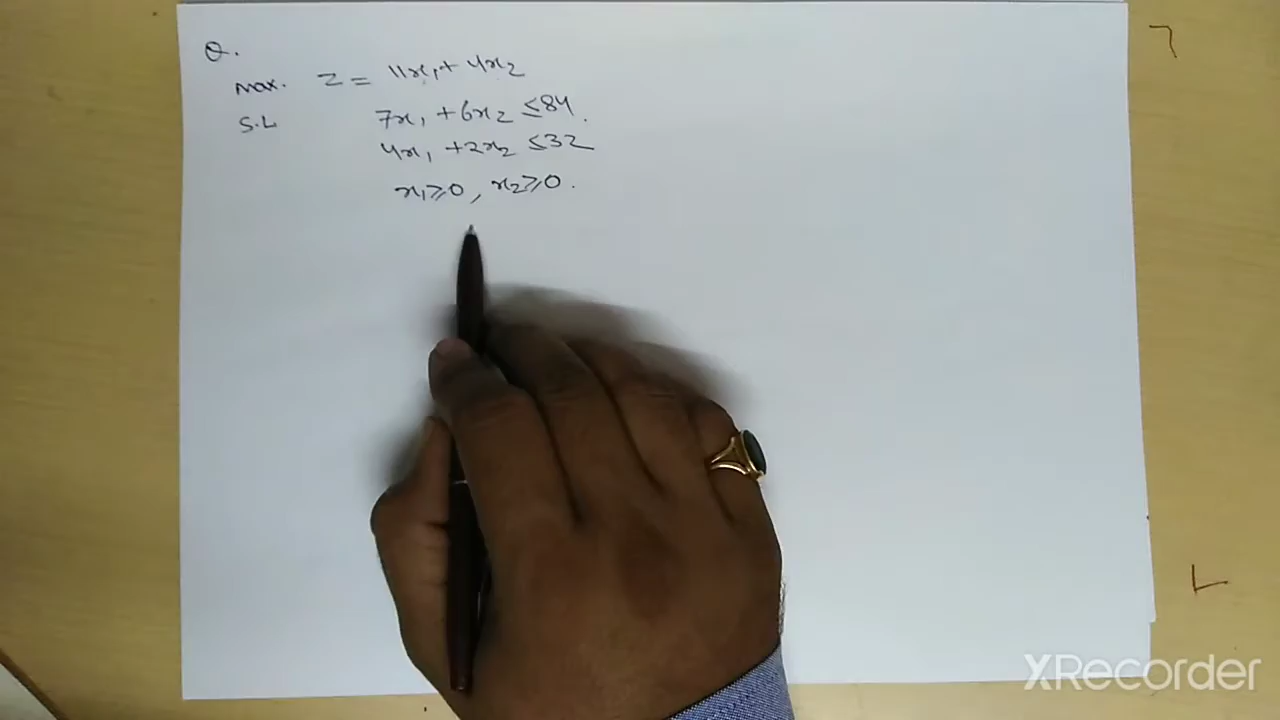 Q.
Max. Z = 11x₁ + 4x₂
S.t. 7x₁ + 6x₂ ≤ 84.
4x₁ + 2x₂ ≤ 32
x₁ ≥ 0, x₂ ≥ 0.
XRecorder